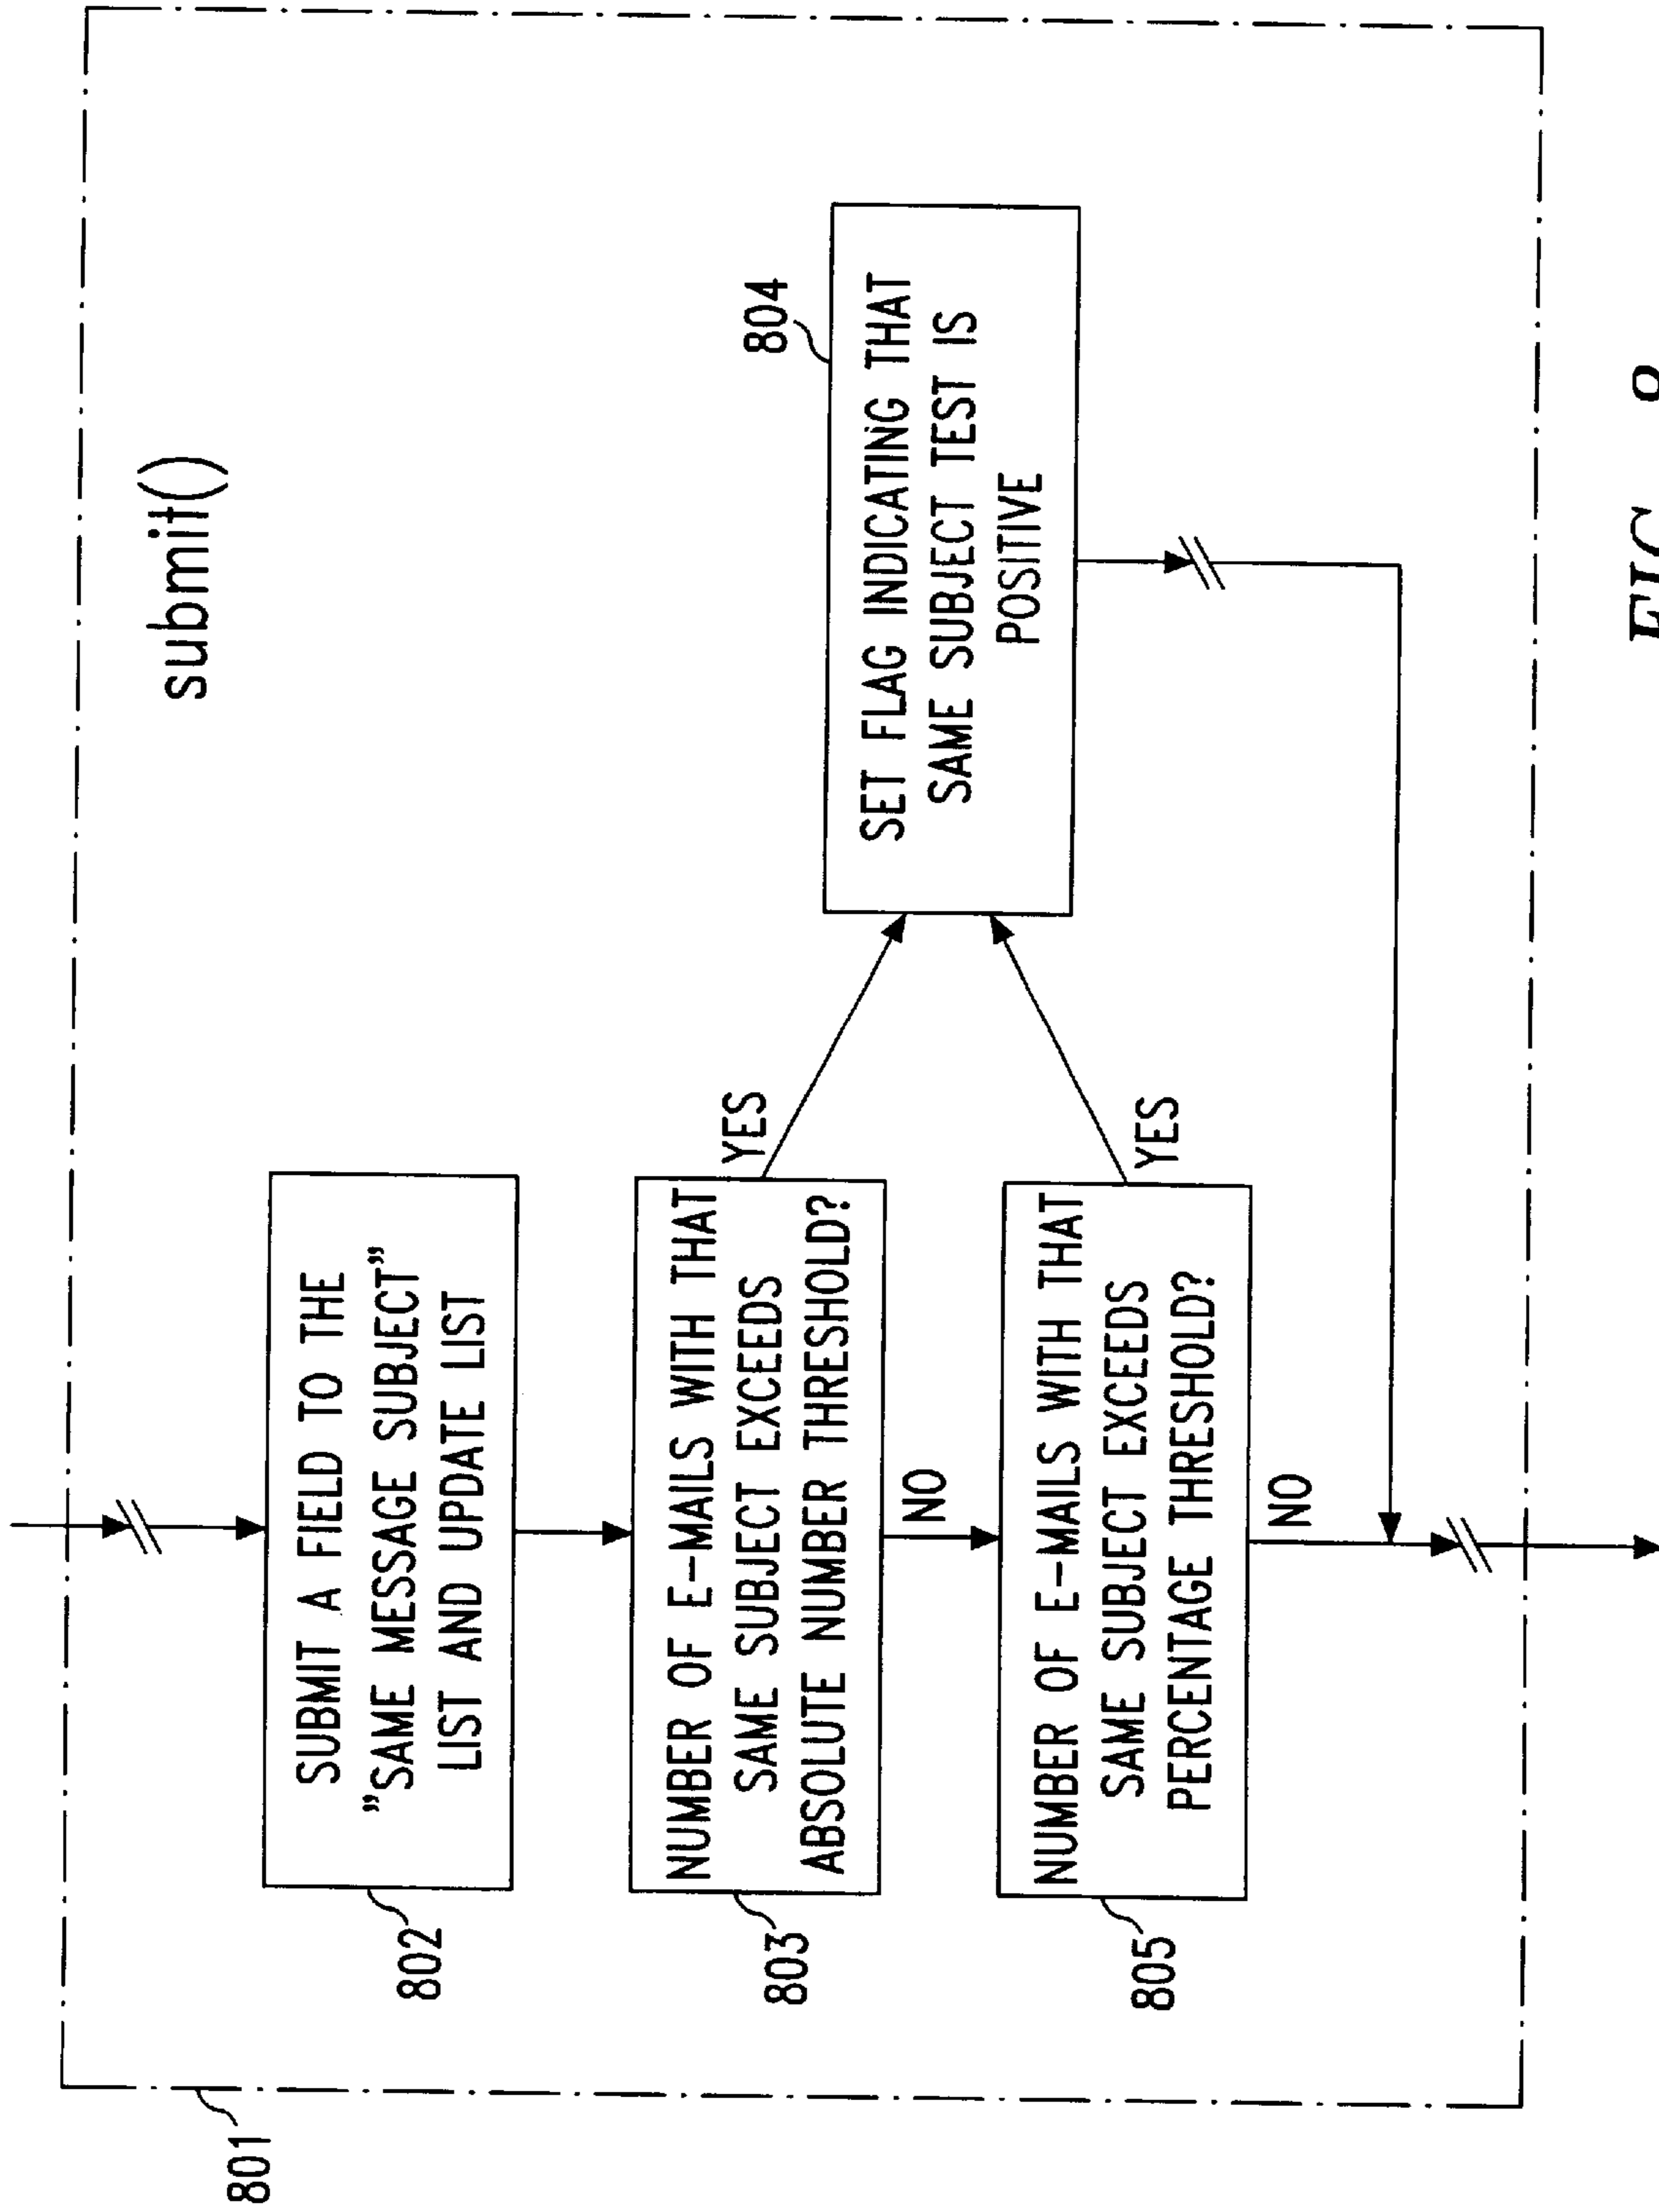 submit()
801
802
SUBMIT A FIELD TO THE
"SAME MESSAGE SUBJECT"
LIST AND UPDATE LIST
803
NUMBER OF E-MAILS WITH THAT
SAME SUBJECT EXCEEDS
ABSOLUTE NUMBER THRESHOLD?
YES
NO
804
SET FLAG INDICATING THAT
SAME SUBJECT TEST IS
POSITIVE
805
NUMBER OF E-MAILS WITH THAT
SAME SUBJECT EXCEEDS
PERCENTAGE THRESHOLD?
YES
NO
FIG. 8